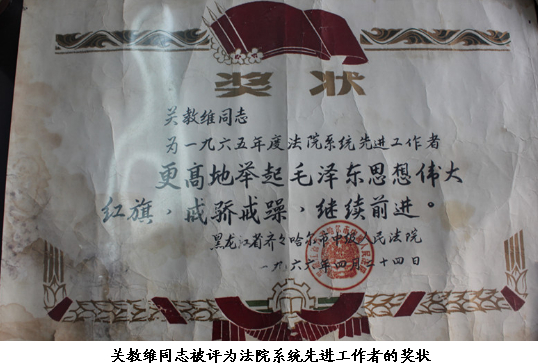 奖状
关教维同志
为一九六五年度法院系统先进工作者
更高地举起毛泽东思想伟大
红旗，戒骄戒躁，继续前进。
黑龙江省齐々哈尔市中级人民法院
一九六六年四月二十四日
关教维同志被评为法院系统先进工作者的奖状